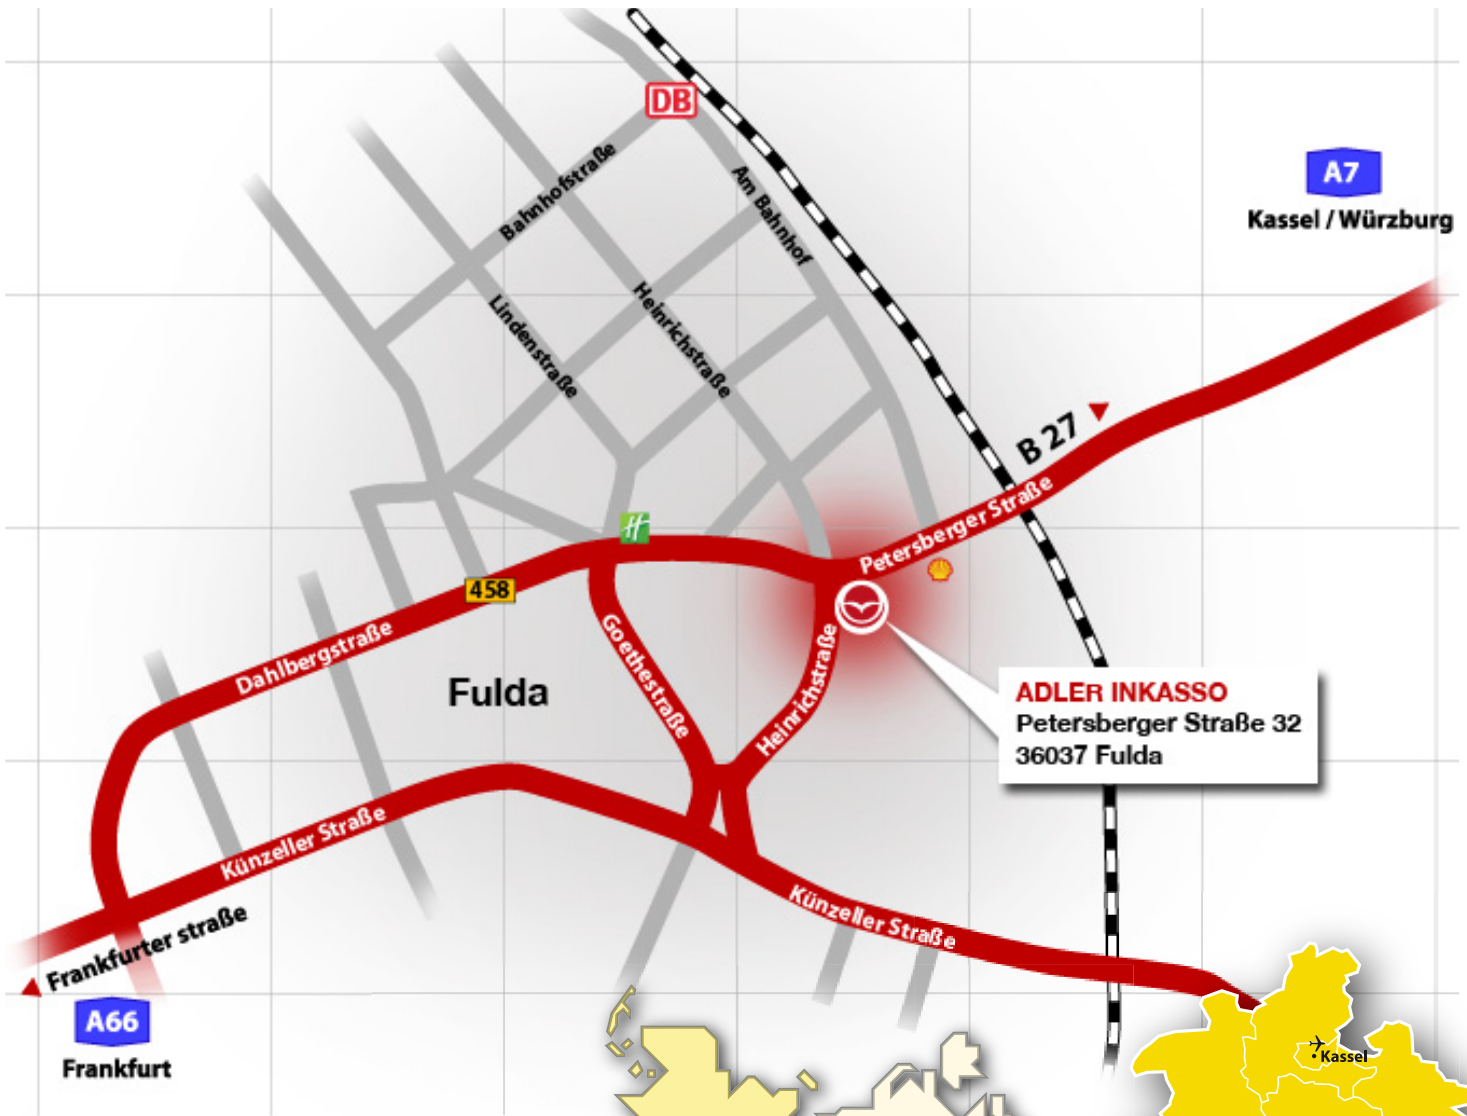 DB
A7
Kassel / Würzburg
Bahnhofstraße
Am Bahnhof
Lindenstraße
Heinrichstraße
B 27
Petersberger Straße
H
458
Dahlbergstraße
Goethestraße
Heinrichstraße
Fulda
ADLER INKASSO
Petersberger Straße 32
36037 Fulda
Künzeller Straße
Künzeller Straße
Frankfurter straße
A66
Frankfurt
Kassel